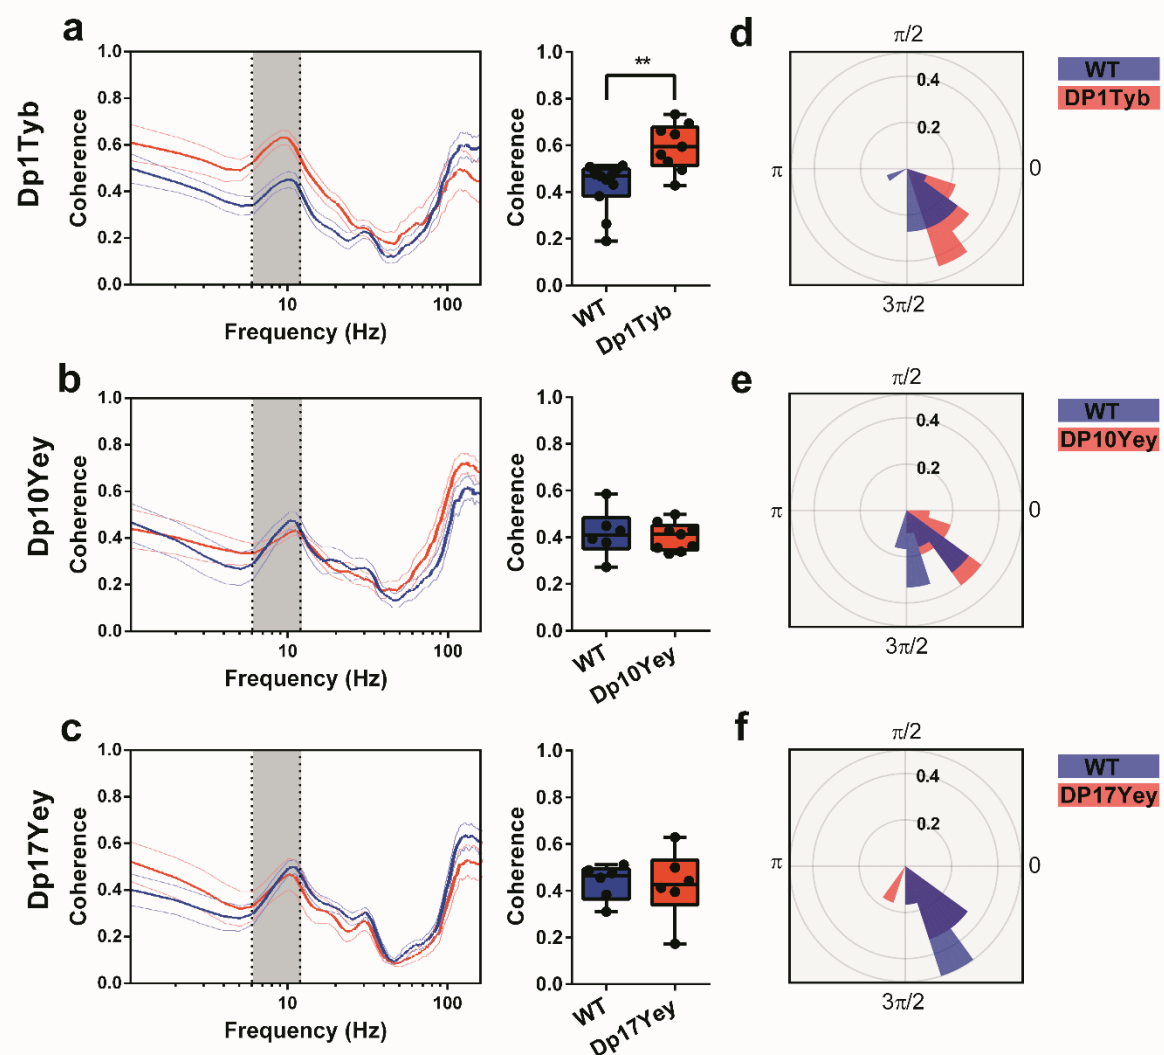 a
Dp1Tyb
Coherence
1.0
0.8
0.6
0.4
0.2
0.0
10
100
Frequency (Hz)
Coherence
1.0
0.8
0.6
0.4
0.2
0.0
**
WT
Dp1Tyb
d
π/2
0.4
0.2
π
0
3π/2
WT
DP1Tyb
b
Dp10Yey
Coherence
1.0
0.8
0.6
0.4
0.2
0.0
10
100
Frequency (Hz)
Coherence
1.0
0.8
0.6
0.4
0.2
0.0
WT
Dp10Yey
e
π/2
0.4
0.2
π
0
3π/2
WT
DP10Yey
c
Dp17Yey
Coherence
1.0
0.8
0.6
0.4
0.2
0.0
10
100
Frequency (Hz)
Coherence
1.0
0.8
0.6
0.4
0.2
0.0
WT
Dp17Yey
f
π/2
0.4
0.2
π
0
3π/2
WT
DP17Yey